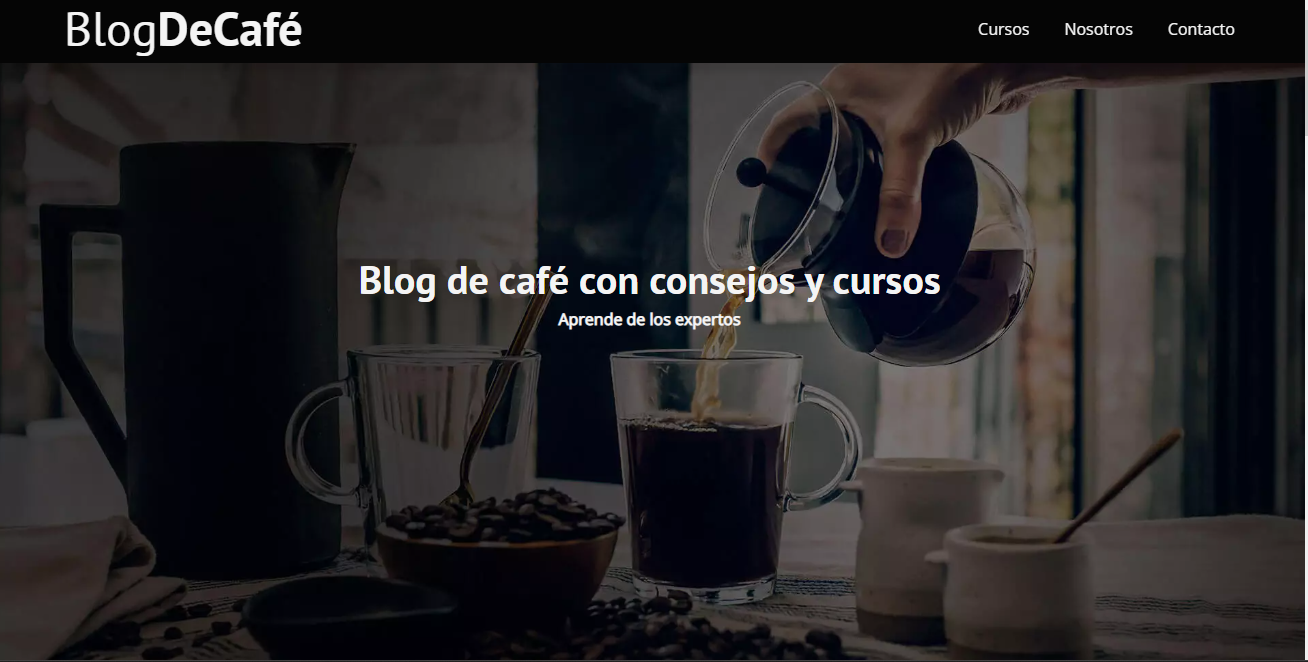 BlogDeCafé
Cursos Nosotros Contacto
Blog de café con consejos y cursos
Aprende de los expertos